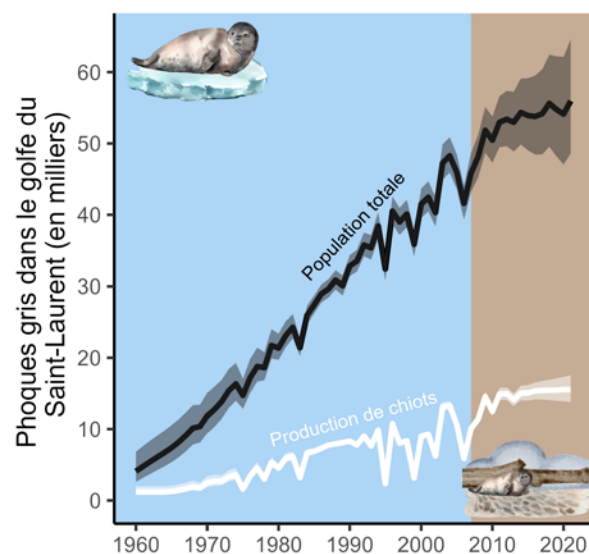 Phoques gris dans le golfe du
Saint-Laurent (en milliers)
60
50
40
30
20
10
0
Population totale
Production de chiots
1960 1970 1980 1990 2000 2010 2020